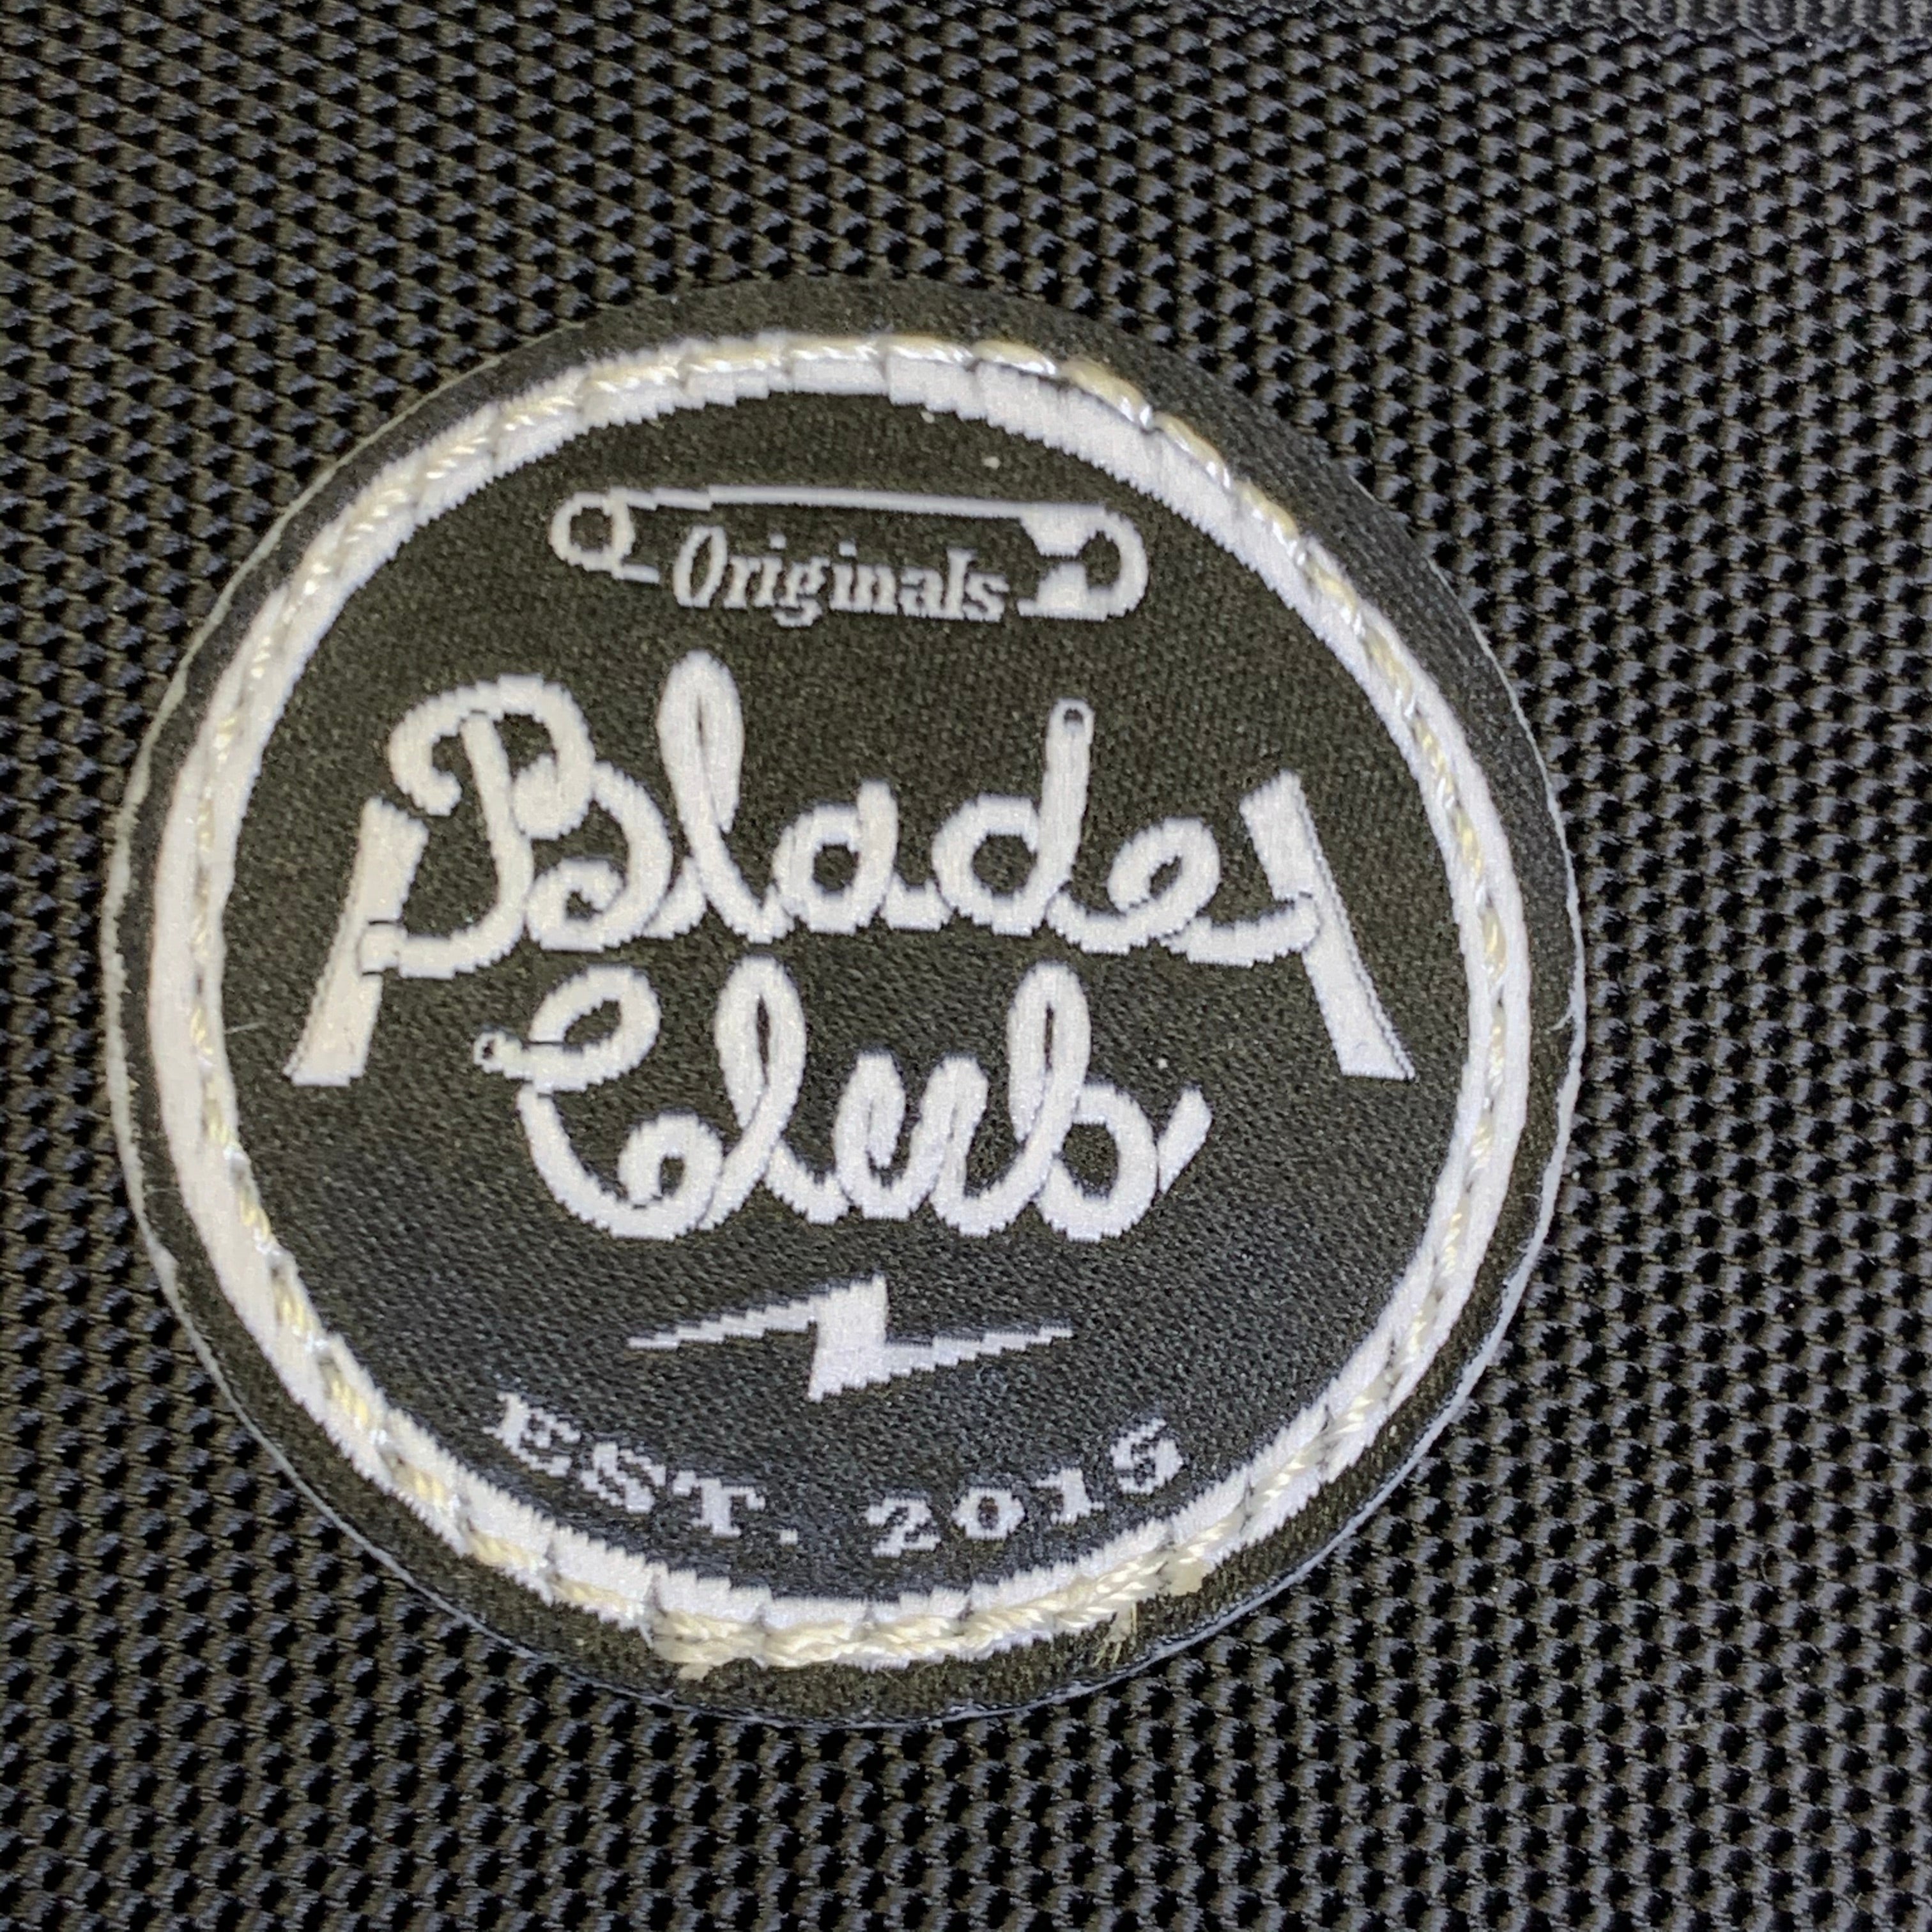 Originals
Blade
Club
EST. 2015